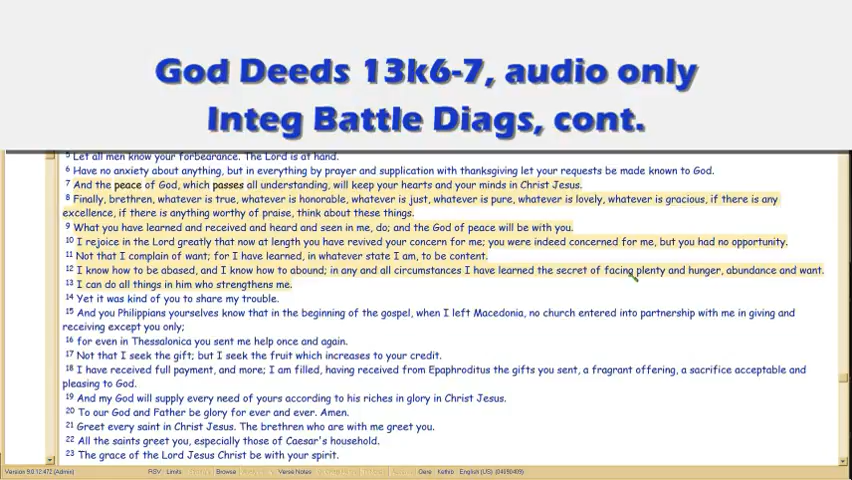 God Deeds 13k6-7, audio only
Integ Battle Diags, cont.
5 Let all men know your forbearance. The Lord is at hand.
6 Have no anxiety about anything, but in everything by prayer and supplication with thanksgiving let your requests be made known to God.
7 And the peace of God, which passes all understanding, will keep your hearts and your minds in Christ Jesus.
8 Finally, brethren, whatever is true, whatever is honorable, whatever is just, whatever is pure, whatever is lovely, whatever is gracious, if there is any
excellence, if there is anything worthy of praise, think about these things.
9 What you have learned and received and heard and seen in me, do; and the God of peace will be with you.
10 I rejoice in the Lord greatly that now at length you have revived your concern for me; you were indeed concerned for me, but you had no opportunity.
11 Not that I complain of want; for I have learned, in whatever state I am, to be content.
12 I know how to be abased, and I know how to abound; in any and all circumstances I have learned the secret of facing plenty and hunger, abundance and want.
13 I can do all things in him who strengthens me.
14 Yet it was kind of you to share my trouble.
15 And you Philippians yourselves know that in the beginning of the gospel, when I left Macedonia, no church entered into partnership with me in giving and
receiving except you only;
16 for even in Thessalonica you sent me help once and again.
17 Not that I seek the gift; but I seek the fruit which increases to your credit.
18 I have received full payment, and more; I am filled, having received from Epaphroditus the gifts you sent, a fragrant offering, a sacrifice acceptable and
pleasing to God.
19 And my God will supply every need of yours according to his riches in glory in Christ Jesus.
20 To our God and Father be glory for ever and ever. Amen.
21 Greet every saint in Christ Jesus. The brethren who are with me greet you.
22 All the saints greet you, especially those of Caesar's household.
23 The grace of the Lord Jesus Christ be with your spirit.
Version 9.0.12.472 (Admin) RSV Limits Browse Verse Notes Qere Kethib English (US) (04090409)